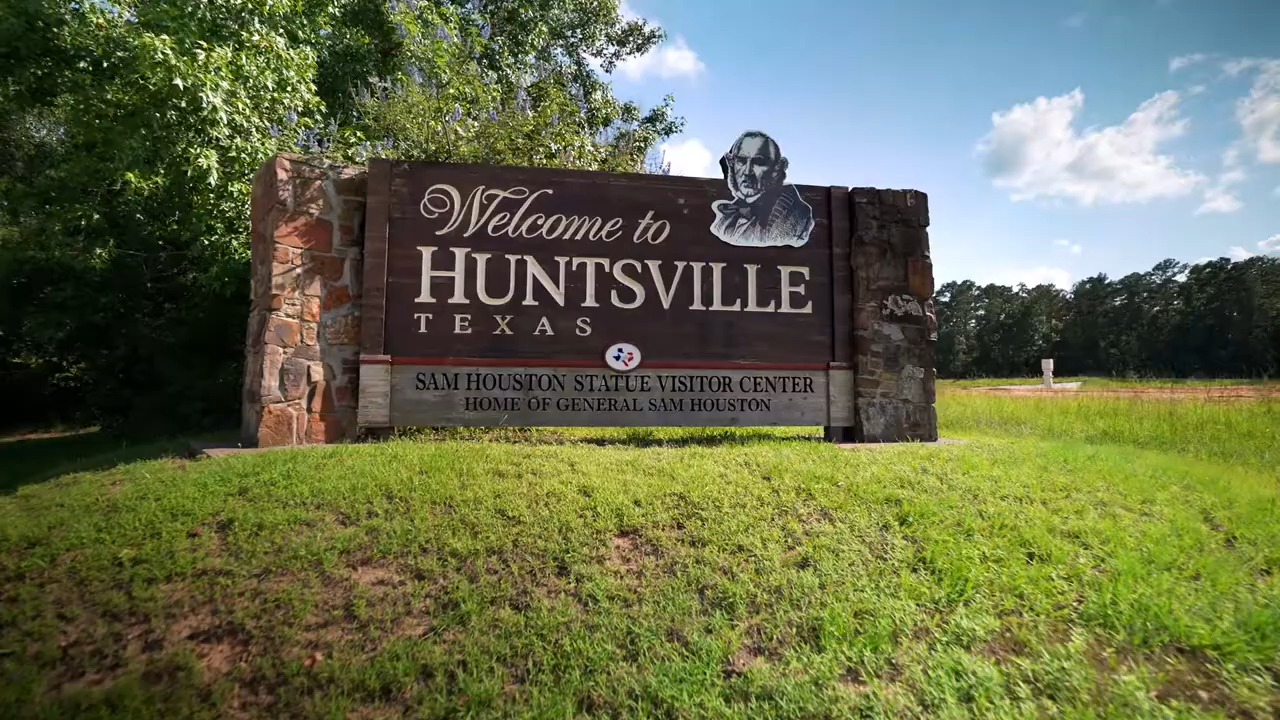 Welcome to
HUNTSVILLE
TEXAS
SAM HOUSTON STATUE VISITOR CENTER
HOME OF GENERAL SAM HOUSTON